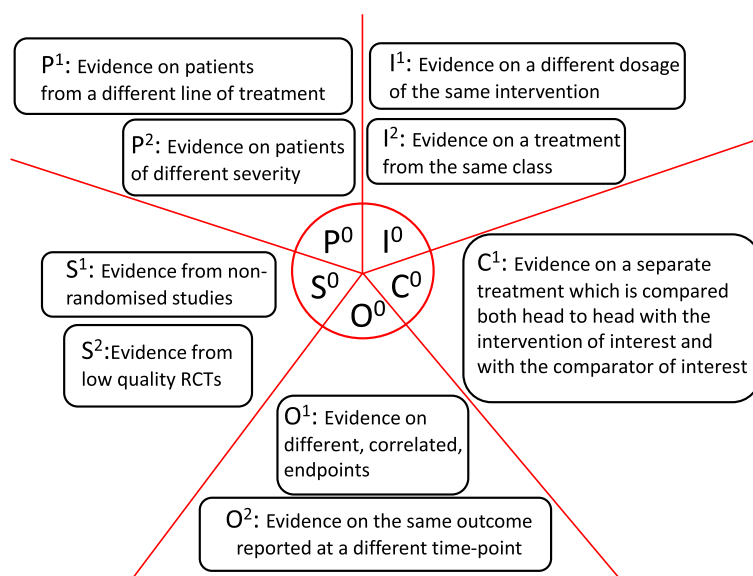 P¹: Evidence on patients
from a different line of treatment
P²: Evidence on patients
of different severity
I¹: Evidence on a different dosage
of the same intervention
I²: Evidence on a treatment
from the same class
P⁰ I⁰
S⁰ C⁰
O⁰
S¹: Evidence from non-
randomised studies
S²:Evidence from
low quality RCTs
C¹: Evidence on a separate
treatment which is compared
both head to head with the
intervention of interest and
with the comparator of interest
O¹: Evidence on
different, correlated,
endpoints
O²: Evidence on the same outcome
reported at a different time-point